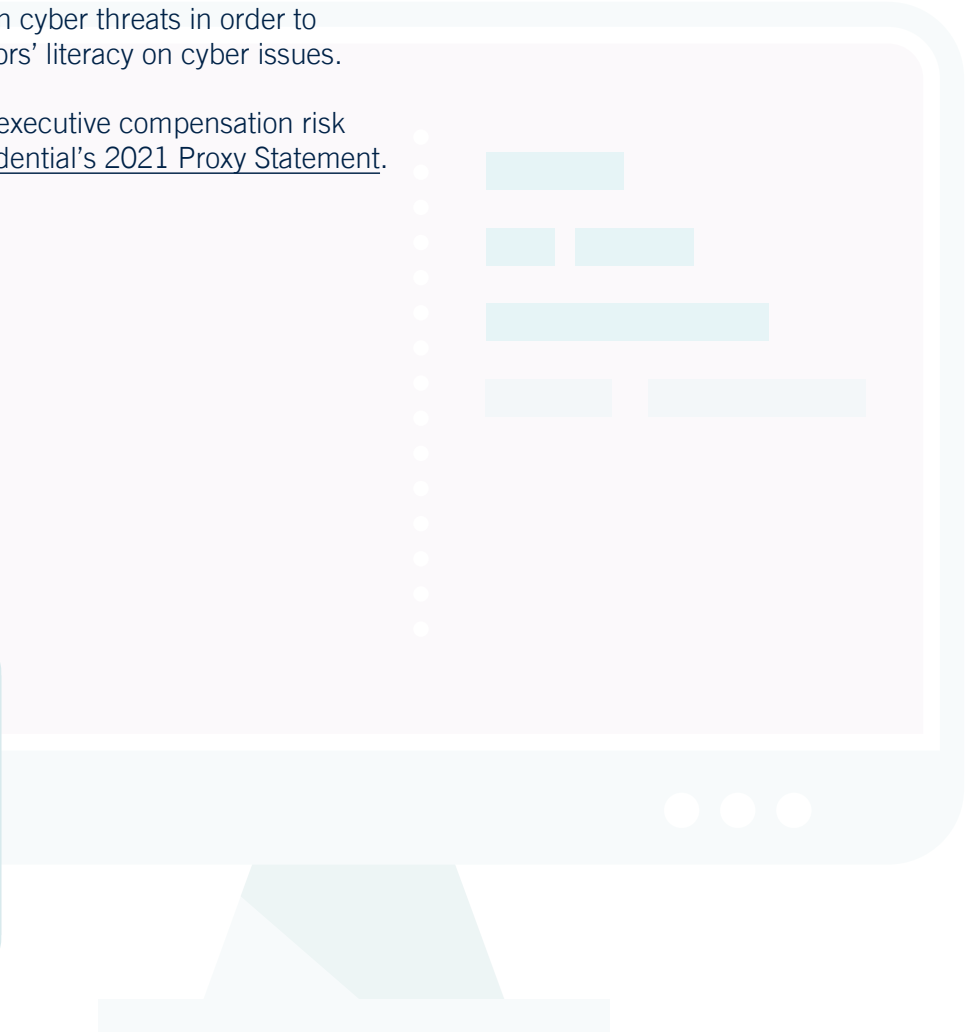 n cyber threats in order to
ors’ literacy on cyber issues.
executive compensation risk
dential’s 2021 Proxy Statement.